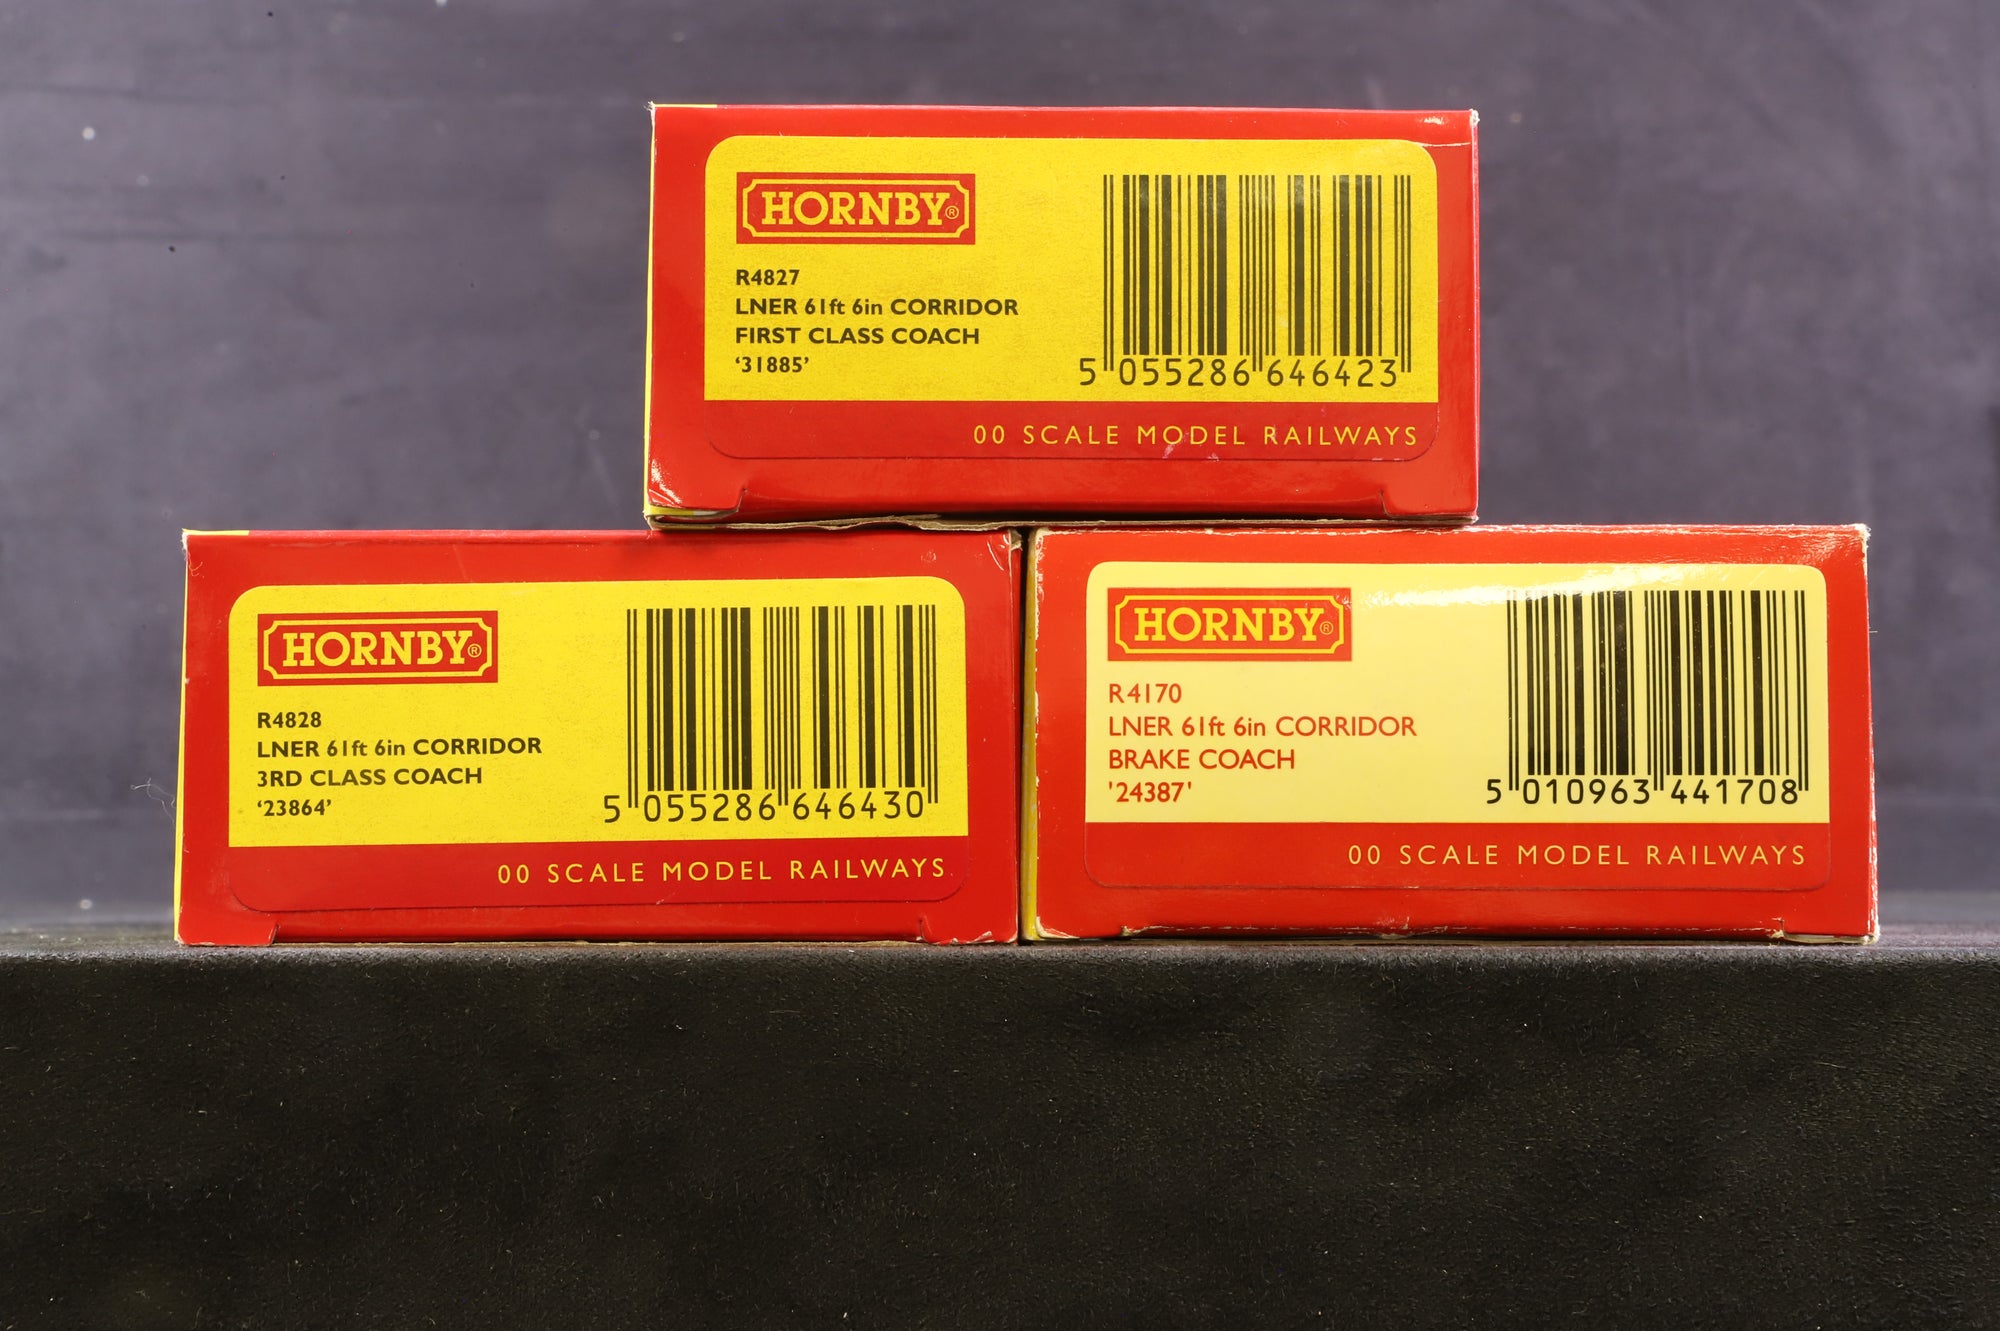 HORNBY®
R4827
LNER 61ft 6in CORRIDOR
FIRST CLASS COACH
‘31885’
5 055286 646423
00 SCALE MODEL RAILWAYS
HORNBY®
R4828
LNER 61ft 6in CORRIDOR
3RD CLASS COACH
‘23864’
5 055286 646430
00 SCALE MODEL RAILWAYS
HORNBY®
R4170
LNER 61ft 6in CORRIDOR
BRAKE COACH
'24387'
5 010963 441708
00 SCALE MODEL RAILWAYS